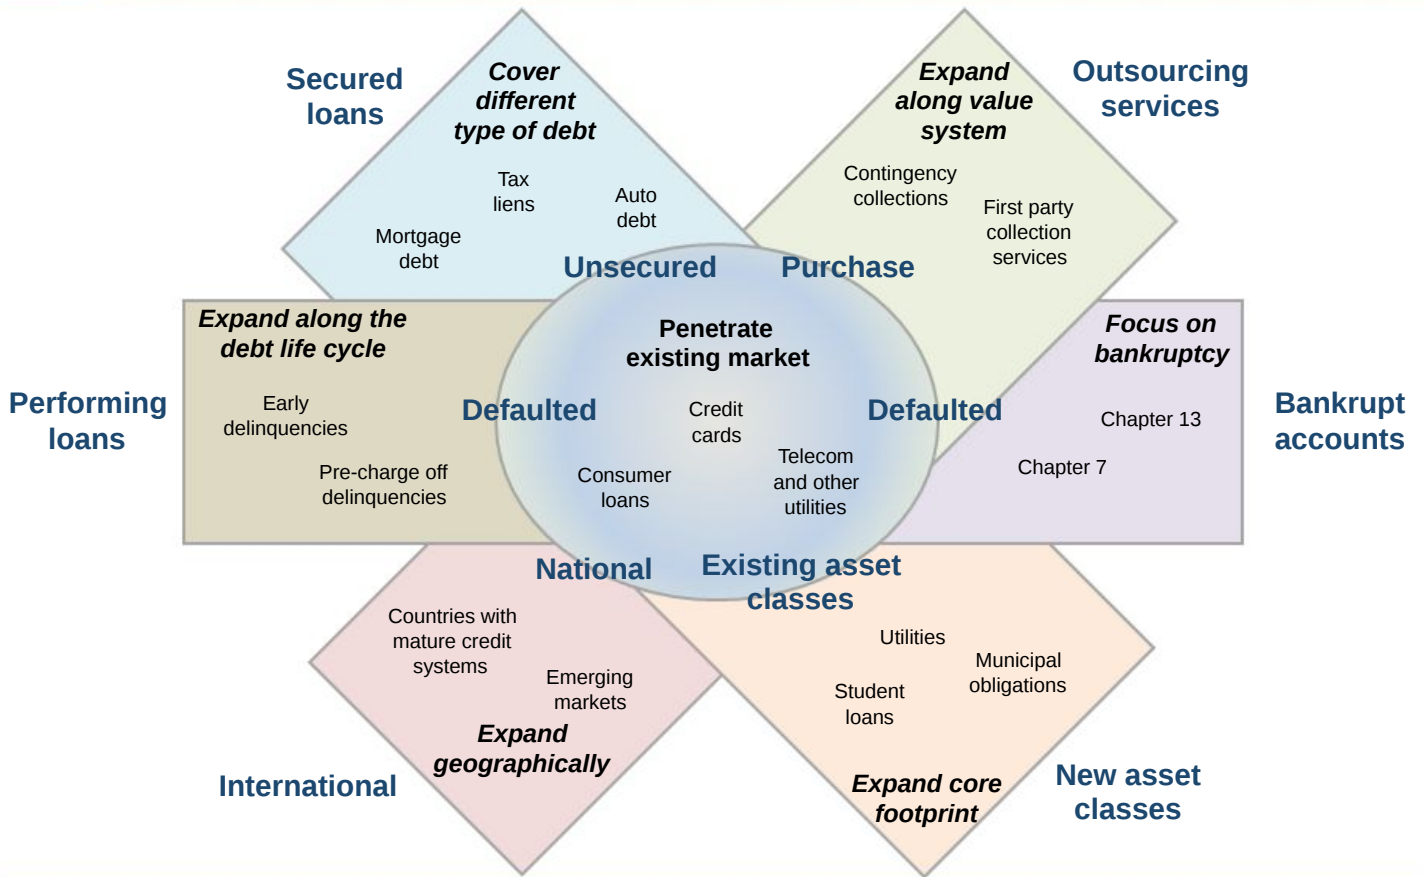 Secured
loans
Cover
different
type of debt
Tax
liens
Auto
debt
Mortgage
debt
Unsecured
Expand
along value
system
Outsourcing
services
Contingency
collections
First party
collection
services
Purchase
Expand along the
debt life cycle
Performing
loans
Early
delinquencies
Pre-charge off
delinquencies
Defaulted
Penetrate
existing market
Credit
cards
Consumer
loans
Telecom
and other
utilities
Defaulted
Focus on
bankruptcy
Chapter 13
Chapter 7
Bankrupt
accounts
National
Countries with
mature credit
systems
Emerging
markets
Expand
geographically
International
Existing asset
classes
Utilities
Municipal
obligations
Student
loans
Expand core
footprint
New asset
classes